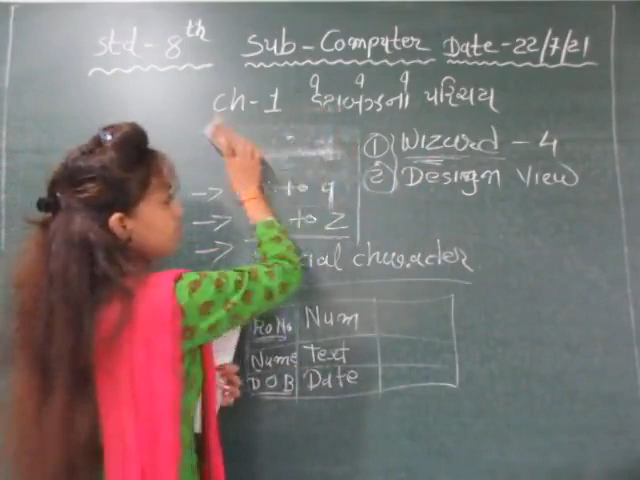 std - 8th Sub - Computer Date - 22/7/21
ch - 1 ડેટાબેઝનો પરિચય
① Wizard - 4
② Design View
→ to 9
→ to Z
→ ial character
RoNo Num
Name Text
DOB Date